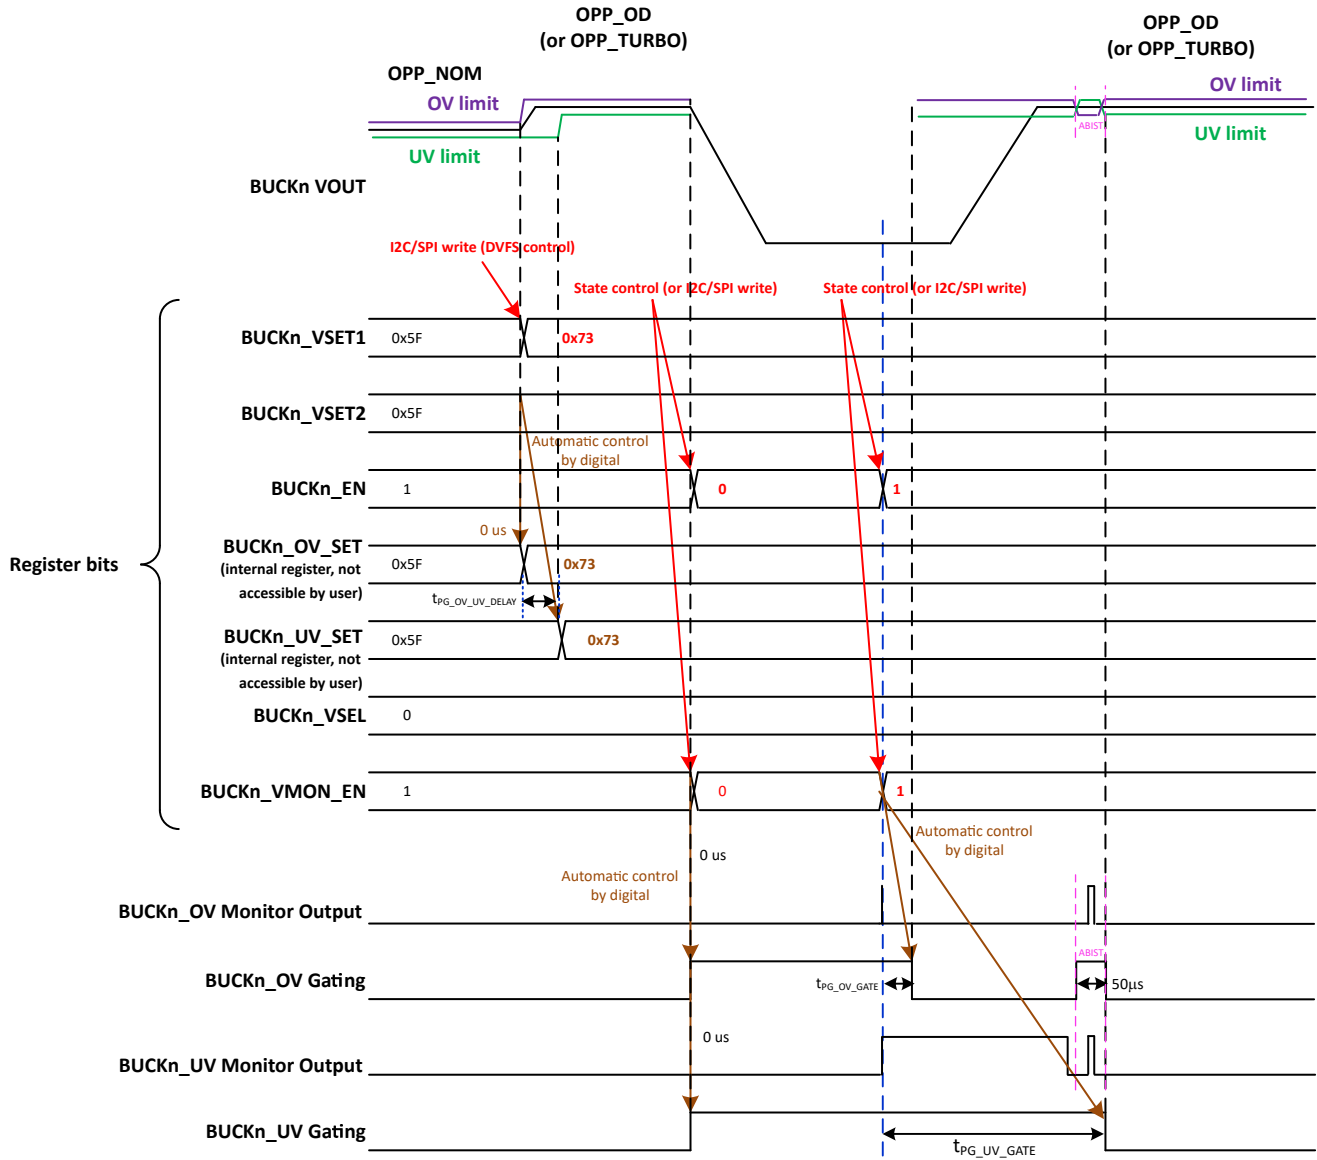 OPP_OD
(or OPP_TURBO)
OPP_OD
(or OPP_TURBO)
OPP_NOM
OV limit
OV limit
ABIST
UV limit
UV limit
BUCKn VOUT
I2C/SPI write (DVFS control)
State control (or I2C/SPI write)
State control (or I2C/SPI write)
BUCKn_VSET1
0x5F
0x73
BUCKn_VSET2
0x5F
Automatic control
by digital
BUCKn_EN
1
0
1
0 us
Register bits
BUCKn_OV_SET
(internal register, not
accessible by user)
0x5F
0x73
tPG_OV_UV_DELAY
BUCKn_UV_SET
(internal register, not
accessible by user)
0x5F
0x73
BUCKn_VSEL
0
BUCKn_VMON_EN
1
0
1
Automatic control
by digital
0 us
Automatic control
by digital
BUCKn_OV Monitor Output
ABIST
BUCKn_OV Gating
tPG_OV_GATE
50µs
0 us
BUCKn_UV Monitor Output
BUCKn_UV Gating
tPG_UV_GATE